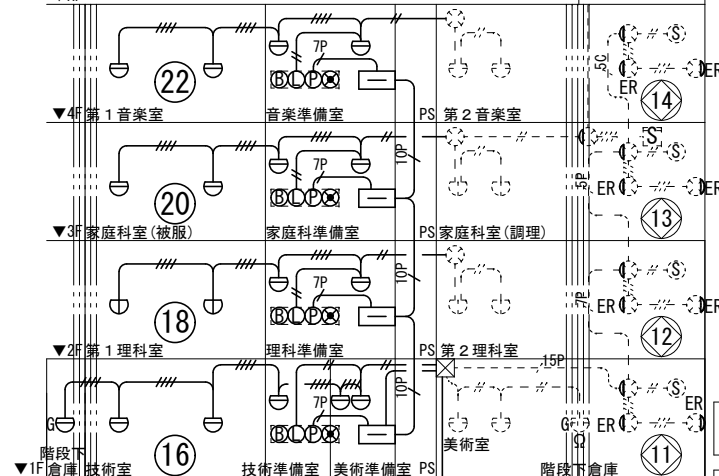 7P
5C
S
22
B L P
ER
ER
14
▼4F 第1音楽室 音楽準備室 PS 第2音楽室
10P
S
7P
5P
S
20
B L P
ER
ER
13
▼3F 家庭科室(被服) 家庭科準備室 PS 家庭科室(調理)
10P
7P
7P
S
18
B L P
ER
ER
12
▼2F 第1理科室 理科準備室 PS 第2理科室
15P
10P
7P
S
ER
G
16
B L P
G
ER
Ω
11
美術室
階段下
▼1F 倉庫 技術室 技術準備室 美術準備室 PS 階段下倉庫